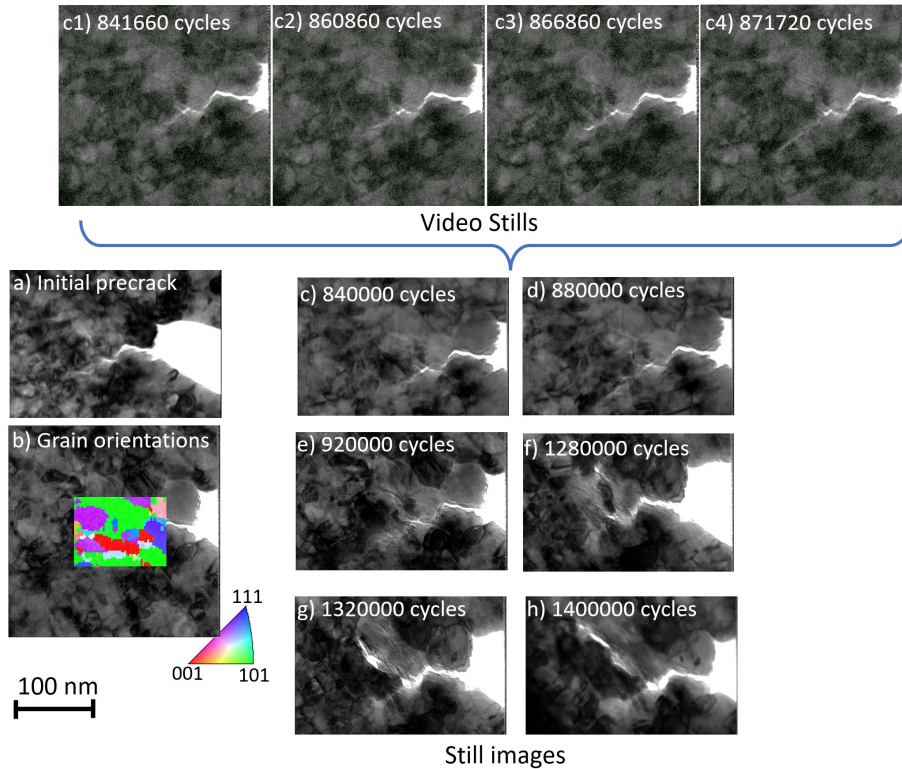 c1) 841660 cycles
c2) 860860 cycles
c3) 866860 cycles
c4) 871720 cycles
Video Stills
a) Initial precrack
c) 840000 cycles
d) 880000 cycles
b) Grain orientations
e) 920000 cycles
f) 1280000 cycles
111
001
101
g) 1320000 cycles
h) 1400000 cycles
100 nm
Still images